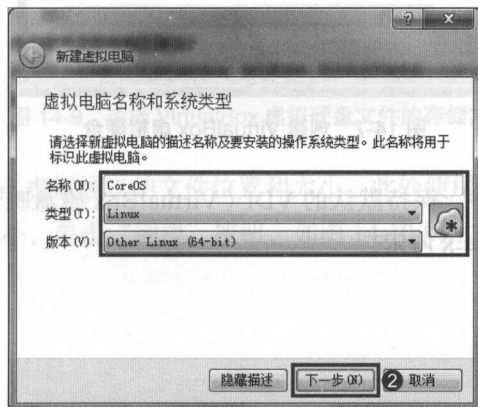 新建虚拟电脑
虚拟电脑名称和系统类型
请选择新虚拟电脑的描述名称及要安装的操作系统类型。此名称将用于
标识此虚拟电脑。
名称(N): CoreOS
类型(T): Linux
版本(V): Other Linux (64-bit)
隐藏描述 下一步(N) 2 取消